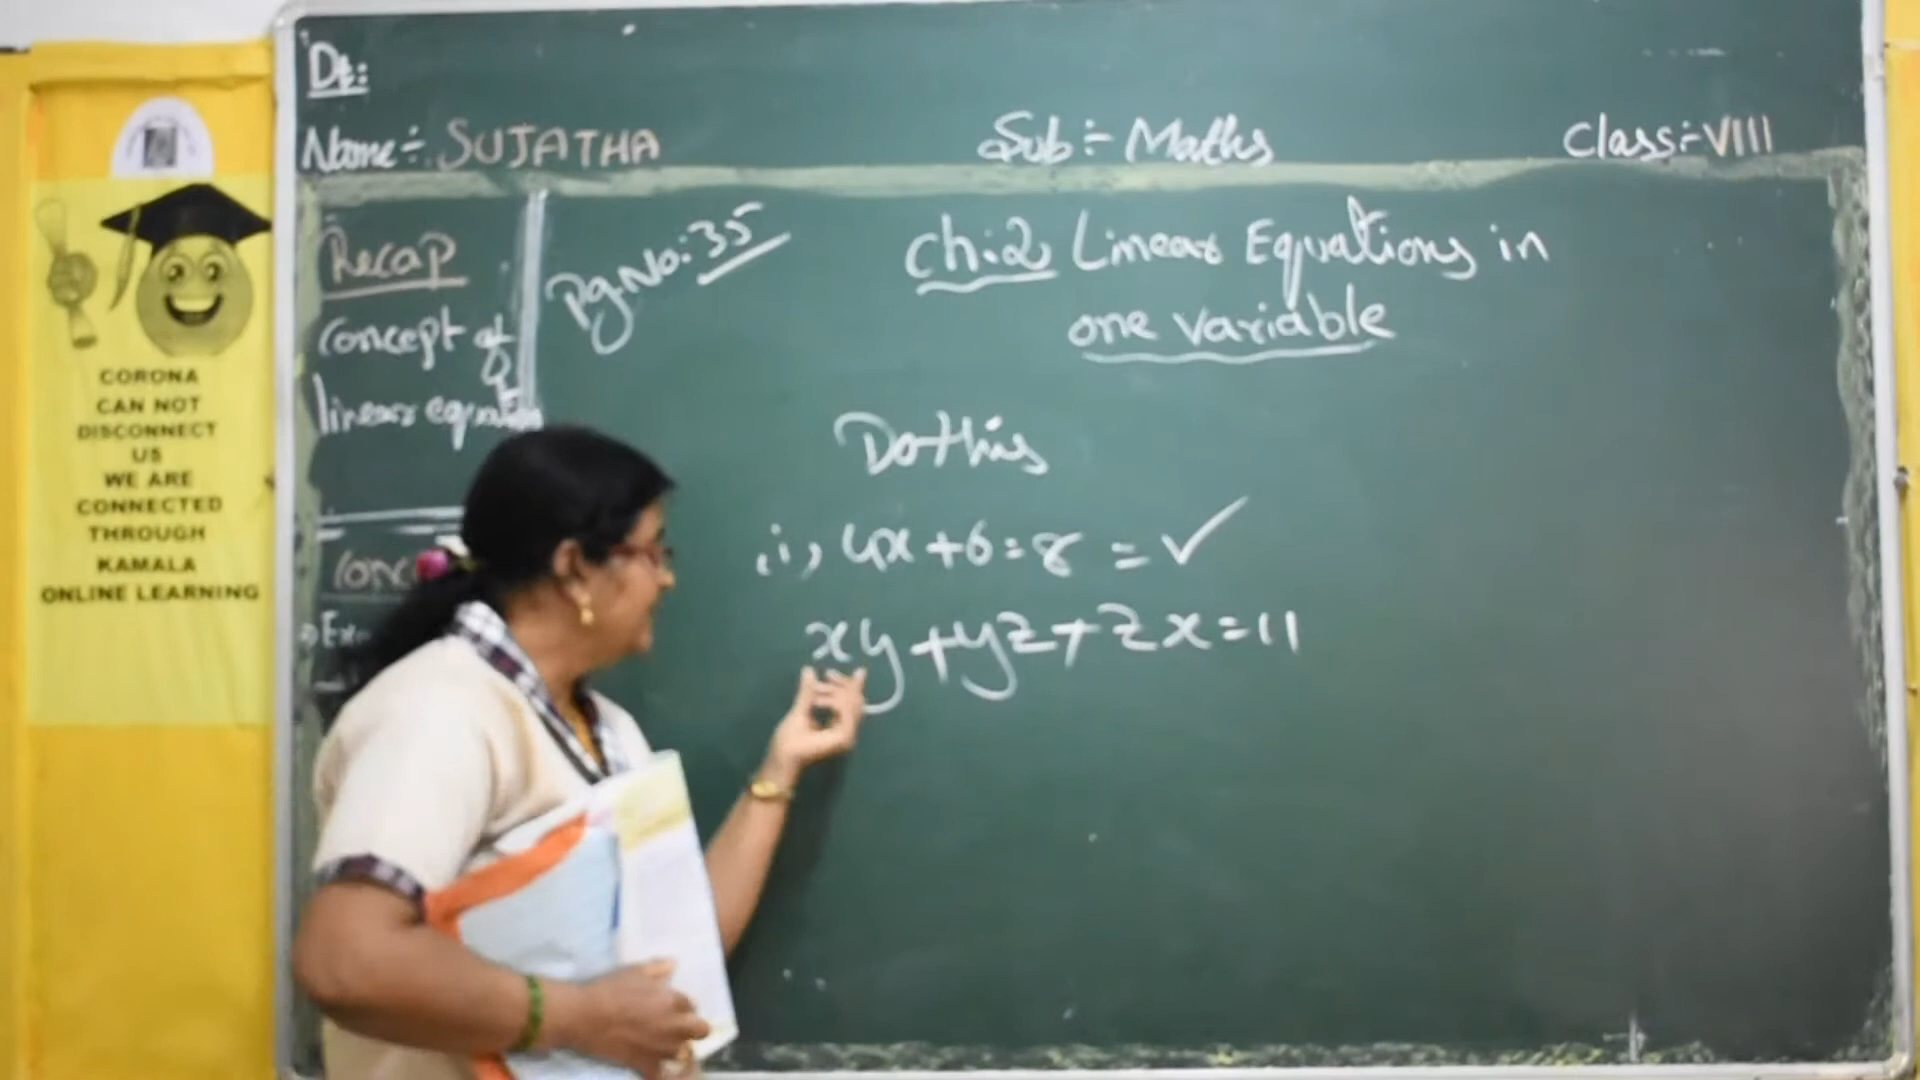 Dt:
Name:- SUJATHA
Sub:- Maths
Class:- VIII
Recap
concept of
linear
Pg.No:35
Ch:2 Linear Equations in
one variable
Do this
i, 4x+6=8 = ✓
xy+yz+zx=11
CORONA
CAN NOT
DISCONNECT
US
WE ARE
CONNECTED
THROUGH
KAMALA
ONLINE LEARNING